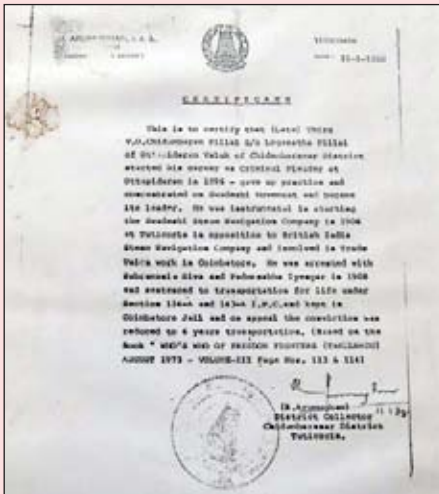 CERTIFICATE
This is to certify that (Late) Thiru
V.O.Chidambaram Pillai S/o Loganatha Pillai
of Ottapidaram Taluk of Chidambaranar District
started his career as Criminal Pleader at
Ottapidaram in - gave up practice and
concentrated on Swadeshi Movement and became
its leader. He was instrumental in starting
the Swadeshi Steam Navigation Company in 1906
at Tuticorin in opposition to British India
Steam Navigation Company and involved in Trade
Union work in Coimbatore. He was arrested with
Subramania Siva and Padmanabha Iyengar in 1908
and sentenced to transportation for life under
Section and I.P.C. and kept in
Coimbatore Jail and on appeal the conviction was
reduced to 6 years transportation. (Based on the
Book " WHO'S WHO OF FREEDOM FIGHTERS (TAMILNADU)
AUGUST 1973 - VOLUME-III Page Nos. 113 & 114)
District Collector
Chidambaranar District
Tuticorin.